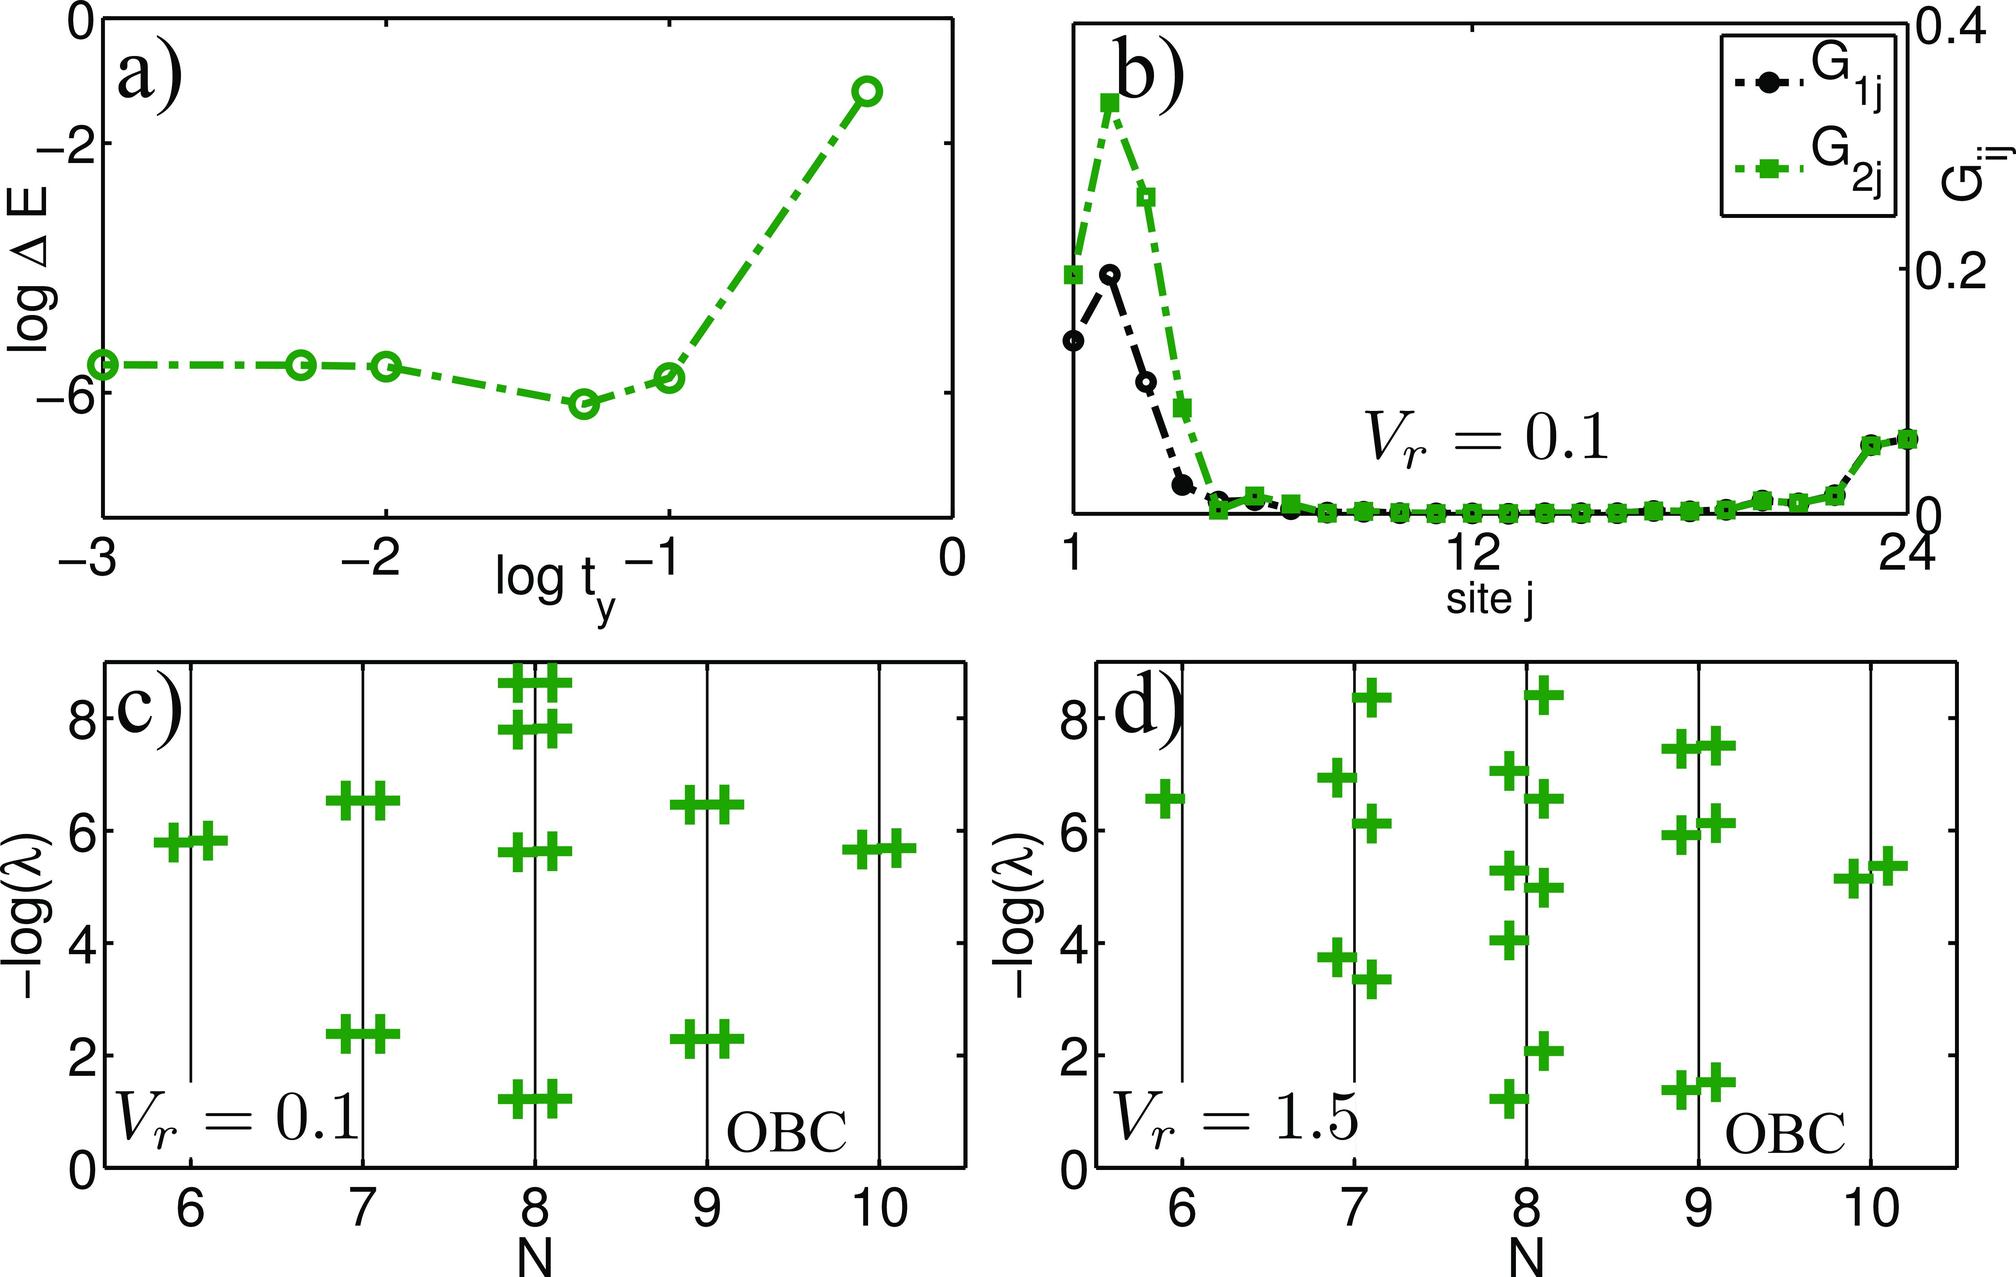 a)
0
−2
−6
log Δ E
−3
−2
−1
0
log t_y
b)
G_1j
G_2j
V_r = 0.1
0.4
0.2
0
G_ij
1
12
24
site j
c)
8
6
4
2
0
−log(λ)
V_r = 0.1
OBC
6
7
8
9
10
N
d)
8
6
4
2
0
−log(λ)
V_r = 1.5
OBC
6
7
8
9
10
N